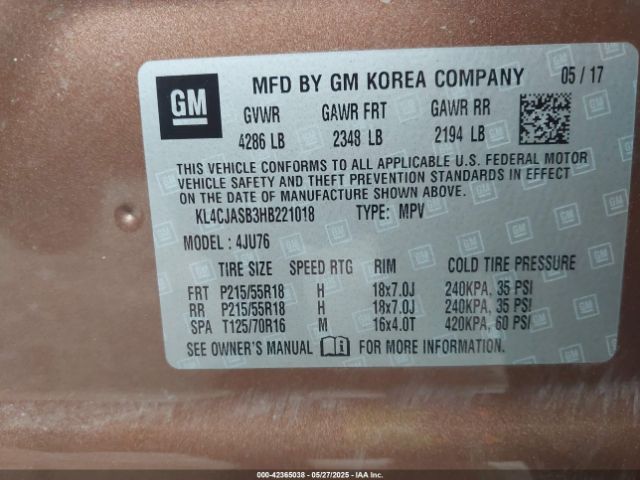 GM
MFD BY GM KOREA COMPANY 05 / 17
GVWR GAWR FRT GAWR RR
4286 LB 2348 LB 2194 LB
THIS VEHICLE CONFORMS TO ALL APPLICABLE U.S. FEDERAL MOTOR
VEHICLE SAFETY AND THEFT PREVENTION STANDARDS IN EFFECT
ON THE DATE OF MANUFACTURE SHOWN ABOVE.
KL4CJASB3HB221018 TYPE: MPV
MODEL : 4JU76
TIRE SIZE SPEED RTG RIM COLD TIRE PRESSURE
FRT P215/55R18 H 18x7.0J 240KPA, 35 PSI
RR P215/55R18 H 18x7.0J 240KPA, 35 PSI
SPA T125/70R16 M 16x4.0T 420KPA, 60 PSI
SEE OWNER'S MANUAL i FOR MORE INFORMATION.
000-42365038 - 05/27/2025 - IAA Inc.